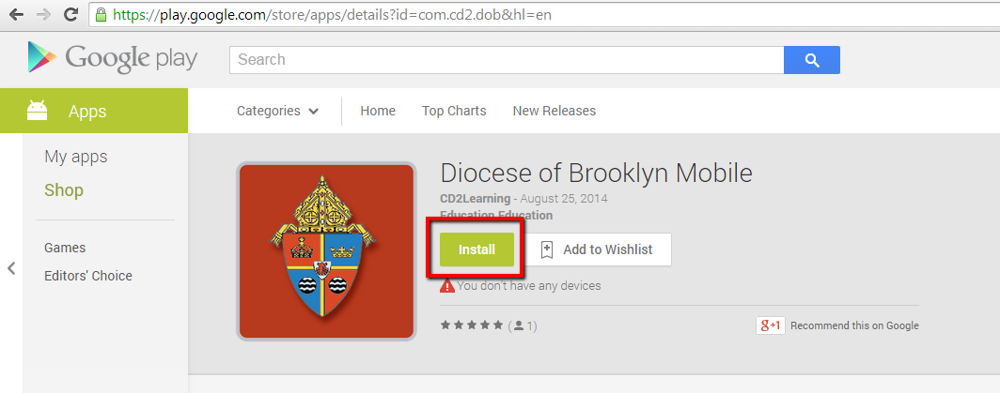 https://play.google.com/store/apps/details?id=com.cd2.dob&hl=en
Google play
Search
Apps
Categories
Home
Top Charts
New Releases
My apps
Shop
Games
Editors' Choice
Diocese of Brooklyn Mobile
CD2Learning - August 25, 2014
Education Education
Install
Add to Wishlist
You don't have any devices
( 1)
g+1
Recommend this on Google